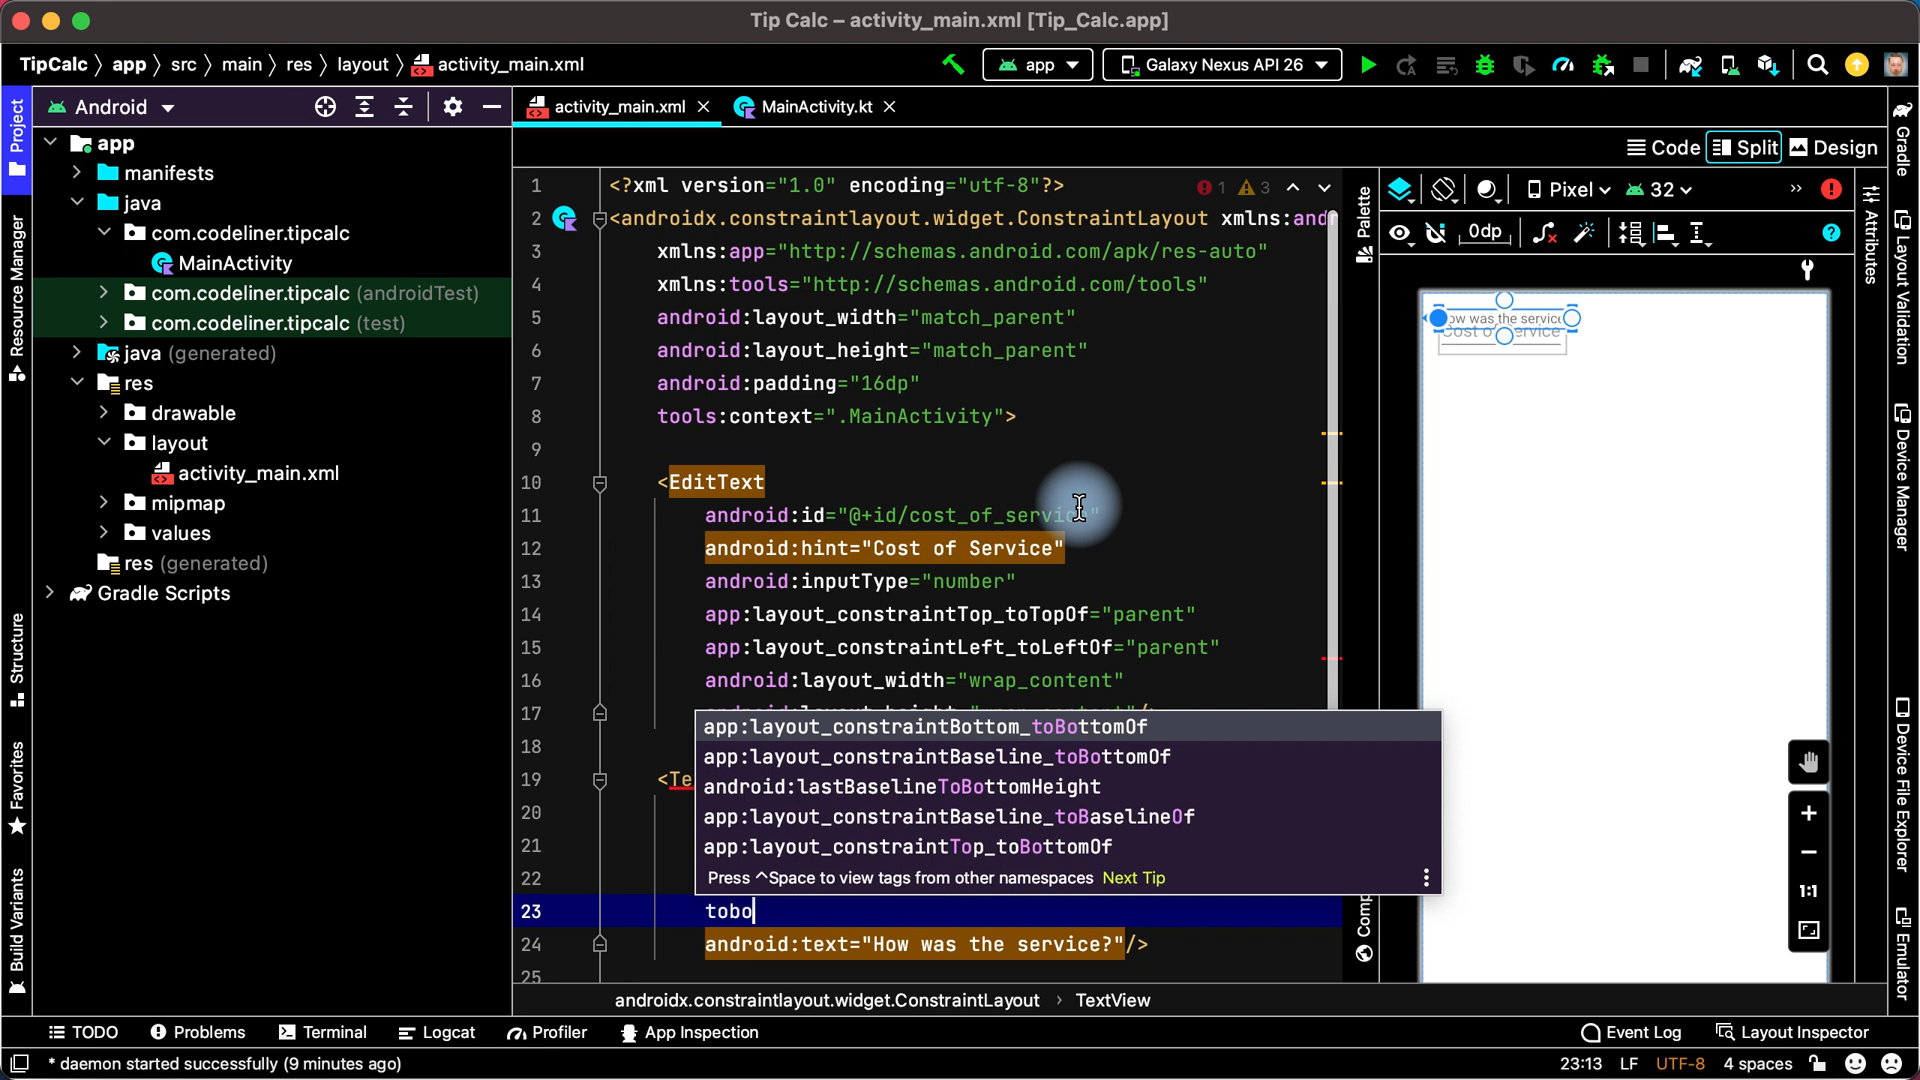 Tip Calc – activity_main.xml [Tip_Calc.app]
TipCalc 〉 app 〉 src 〉 main 〉 res 〉 layout 〉 activity_main.xml
app
Galaxy Nexus API 26
Android
activity_main.xml
MainActivity.kt
Code
Split
Design
Project
Resource Manager
Structure
Favorites
Build Variants
app
manifests
java
com.codeliner.tipcalc
MainActivity
com.codeliner.tipcalc (androidTest)
com.codeliner.tipcalc (test)
java (generated)
res
drawable
layout
activity_main.xml
mipmap
values
res (generated)
Gradle Scripts
1 <?xml version="1.0" encoding="utf-8"?>
1 3
2 <androidx.constraintlayout.widget.ConstraintLayout xmlns:and
3 xmlns:app="http://schemas.android.com/apk/res-auto"
4 xmlns:tools="http://schemas.android.com/tools"
5 android:layout_width="match_parent"
6 android:layout_height="match_parent"
7 android:padding="16dp"
8 tools:context=".MainActivity">
9
10 <EditText
11 android:id="@+id/cost_of_servic "
12 android:hint="Cost of Service"
13 android:inputType="number"
14 app:layout_constraintTop_toTopOf="parent"
15 app:layout_constraintLeft_toLeftOf="parent"
16 android:layout_width="wrap_content"
17
18
19 <Te
20
21
22
23 tobo
24 android:text="How was the service?"/>
25
app:layout_constraintBottom_toBottomOf
app:layout_constraintBaseline_toBottomOf
android:lastBaselineToBottomHeight
app:layout_constraintBaseline_toBaselineOf
app:layout_constraintTop_toBottomOf
Press ^Space to view tags from other namespaces Next Tip
androidx.constraintlayout.widget.ConstraintLayout › TextView
Palette
Comp
Pixel
32
0dp
ow was the service
Cost o ervice
1:1
Attributes
Gradle
Layout Validation
Device Manager
Device File Explorer
Emulator
TODO
Problems
Terminal
Logcat
Profiler
App Inspection
Event Log
Layout Inspector
* daemon started successfully (9 minutes ago)
23:13 LF UTF-8 4 spaces